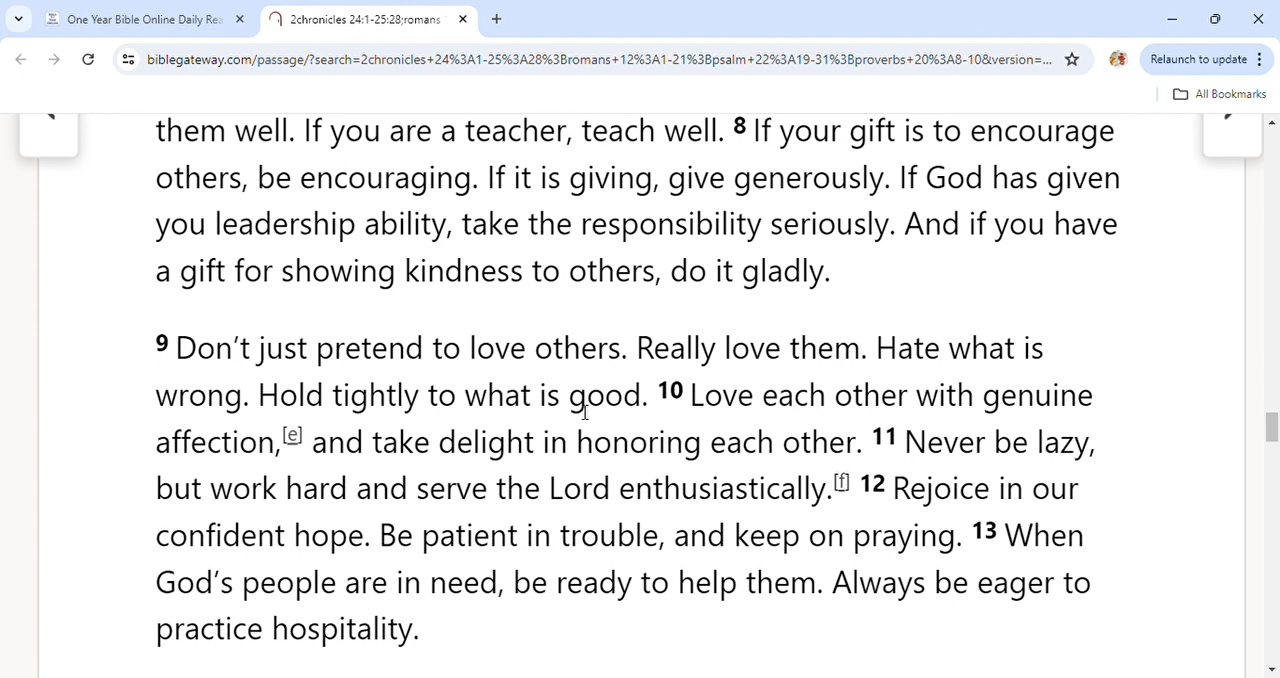 One Year Bible Online Daily Rea
2chronicles 24:1-25:28;romans
biblegateway.com/passage/?search=2chronicles+24%3A1-25%3A28%3Bromans+12%3A1-21%3Bpsalm+22%3A19-31%3Bproverbs+20%3A8-10&version=...
Relaunch to update
All Bookmarks
them well. If you are a teacher, teach well. 8 If your gift is to encourage
others, be encouraging. If it is giving, give generously. If God has given
you leadership ability, take the responsibility seriously. And if you have
a gift for showing kindness to others, do it gladly.
9 Don’t just pretend to love others. Really love them. Hate what is
wrong. Hold tightly to what is good. 10 Love each other with genuine
affection,[e] and take delight in honoring each other. 11 Never be lazy,
but work hard and serve the Lord enthusiastically.[f] 12 Rejoice in our
confident hope. Be patient in trouble, and keep on praying. 13 When
God’s people are in need, be ready to help them. Always be eager to
practice hospitality.